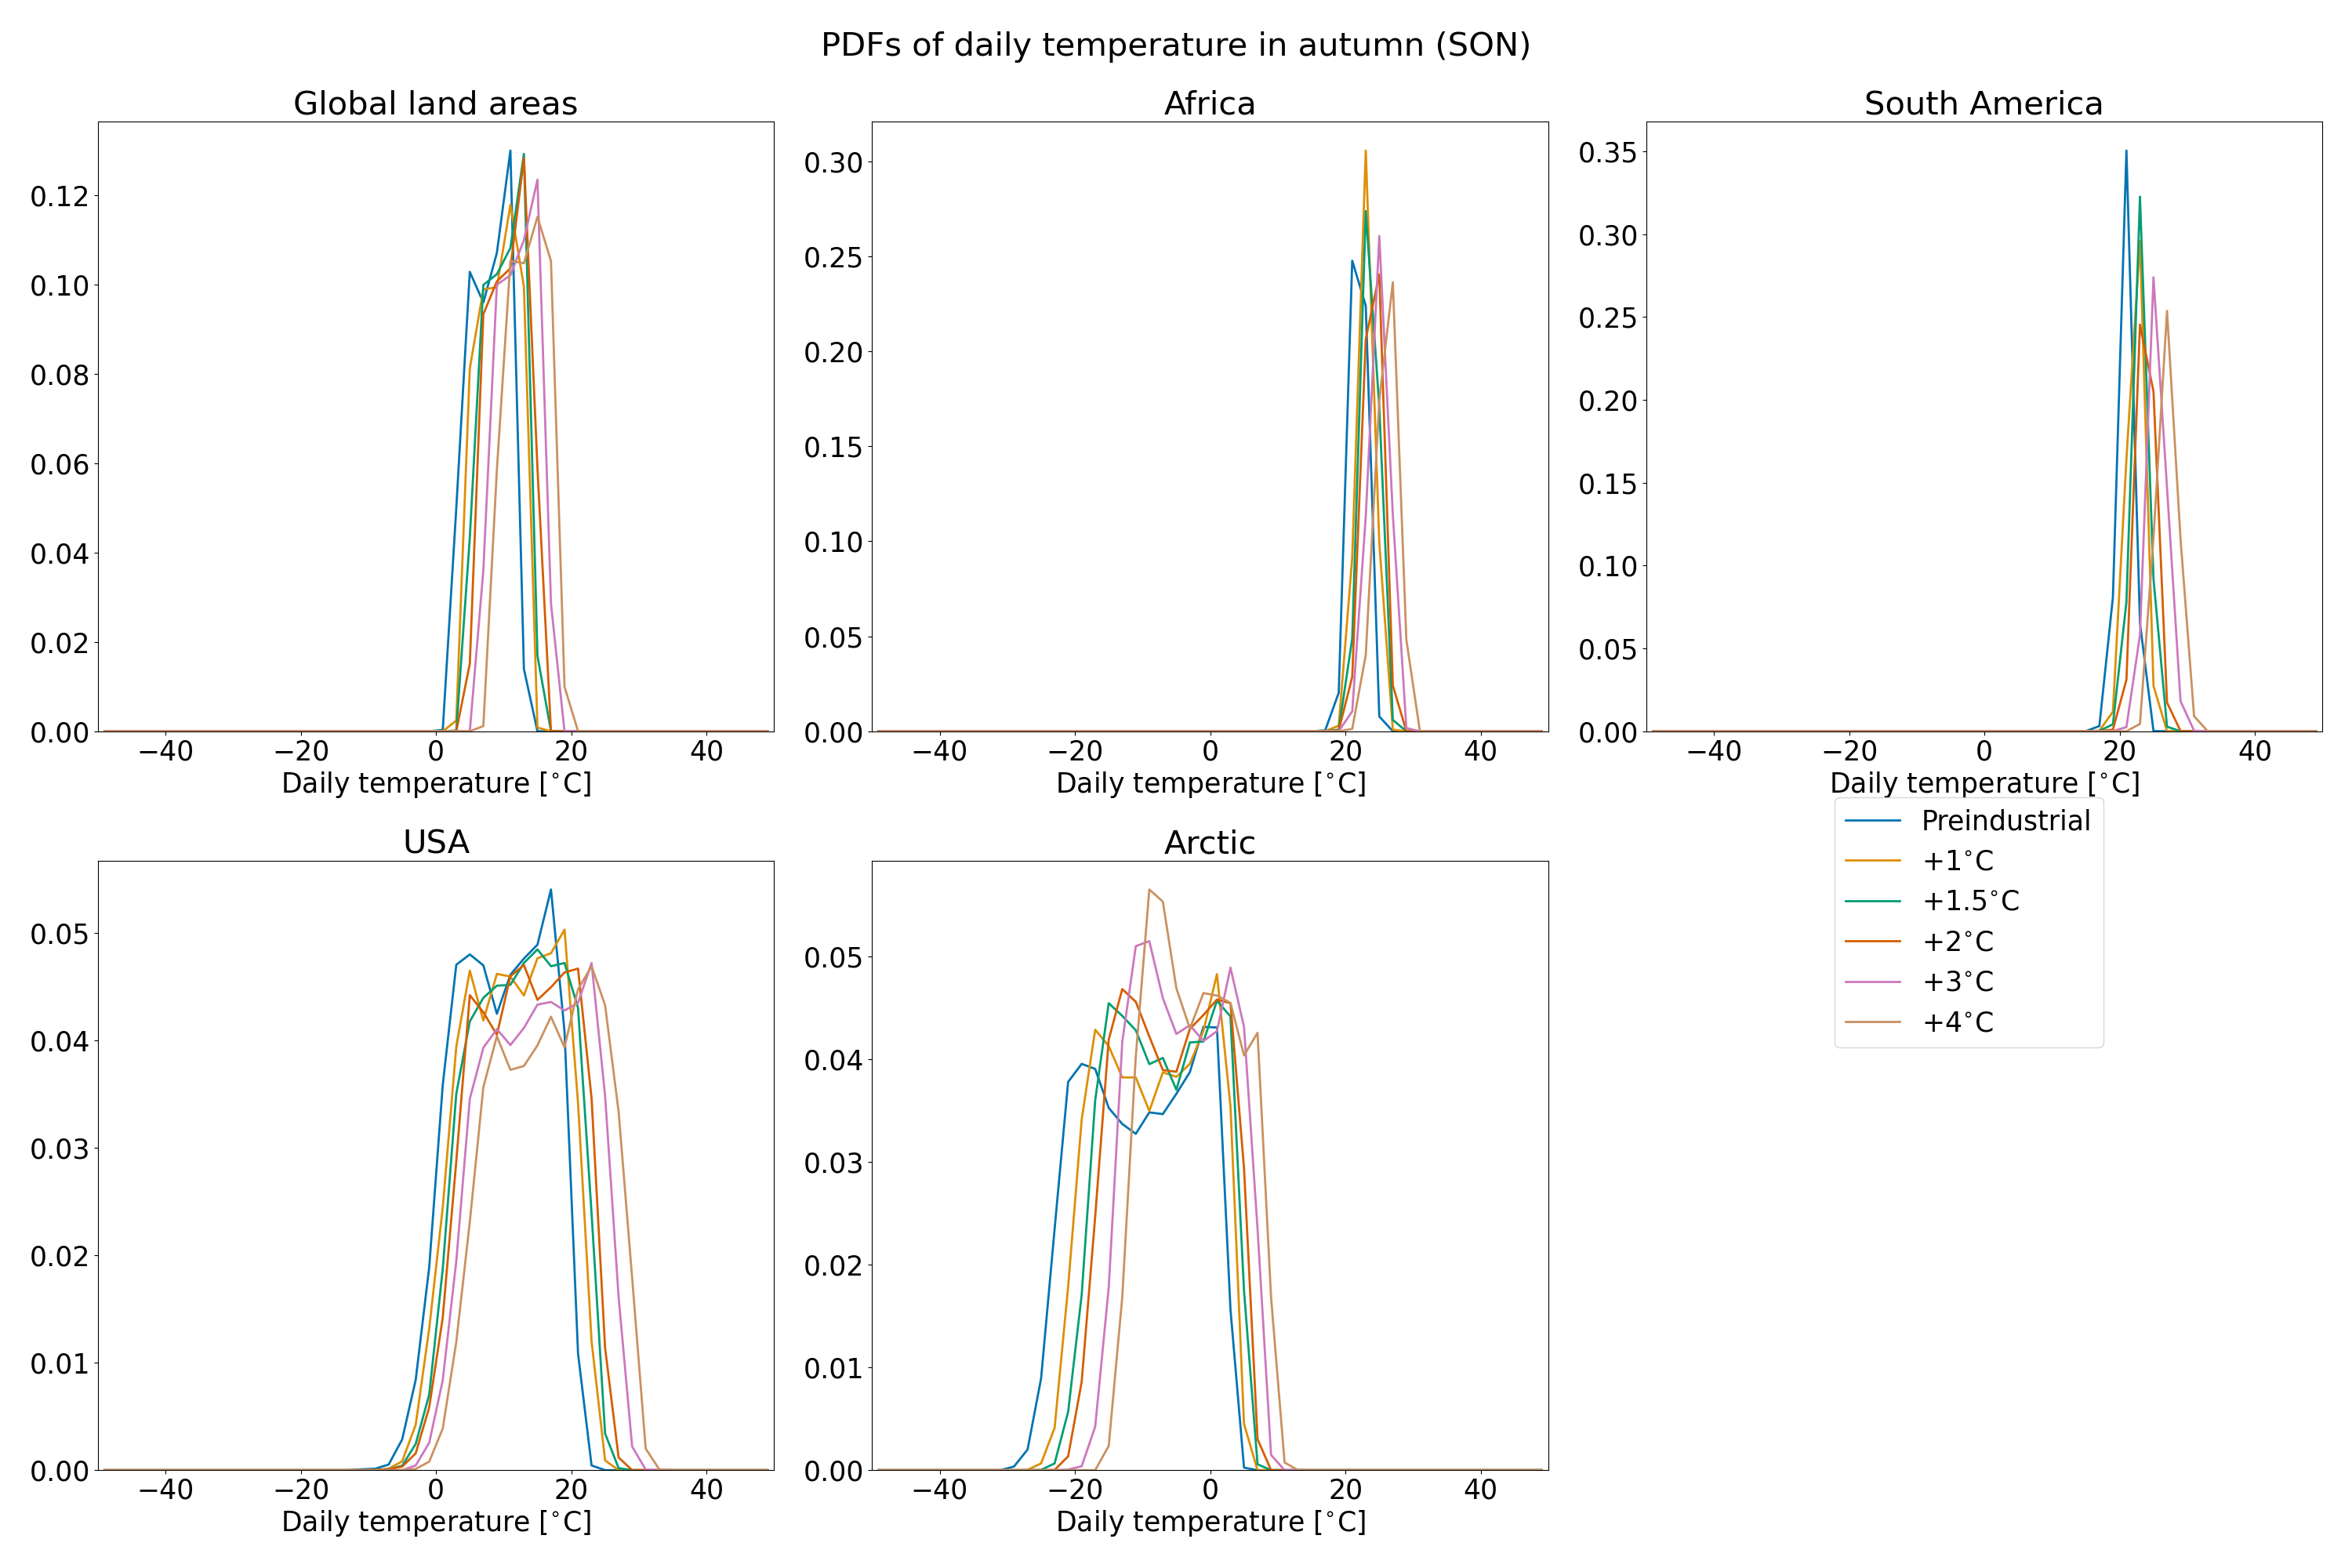 PDFs of daily temperature in autumn (SON)
Global land areas
0.12
0.10
0.08
0.06
0.04
0.02
0.00
−40 −20 0 20 40
Daily temperature [°C]
Africa
0.30
0.25
0.20
0.15
0.10
0.05
0.00
−40 −20 0 20 40
Daily temperature [°C]
South America
0.35
0.30
0.25
0.20
0.15
0.10
0.05
0.00
−40 −20 0 20 40
Daily temperature [°C]
USA
0.05
0.04
0.03
0.02
0.01
0.00
−40 −20 0 20 40
Daily temperature [°C]
Arctic
0.05
0.04
0.03
0.02
0.01
0.00
−40 −20 0 20 40
Daily temperature [°C]
Preindustrial
+1°C
+1.5°C
+2°C
+3°C
+4°C